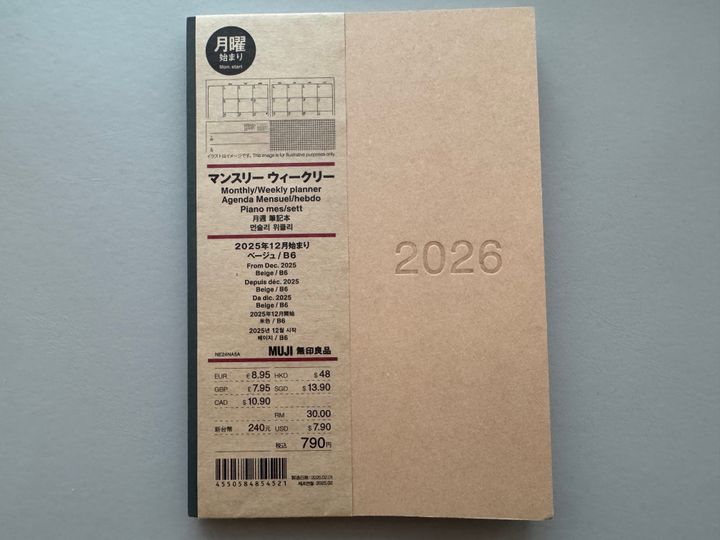 月曜
始まり
Mon. start
イラストはイメージです。This image is for illustrative purposes only.
マンスリー ウィークリー
Monthly/Weekly planner
Agenda Mensuel/hebdo
Piano mes/sett
月週 筆記本
먼슬리 위클리
2025年12月始まり
ベージュ / B6
From Dec. 2025
Beige / B6
Depuis déc. 2025
Beige / B6
Da dic. 2025
Beige / B6
2025年12月開始
米色 / B6
2025년 12월 시작
베이지 / B6
MUJI 無印良品
EUR € 8.95 HKD $ 48
GBP £ 7.95 SGD $ 13.90
CAD $ 10.90
RM 30.00
新台幣 240元 USD $ 7.90
税込 790円
4550584854521
2026